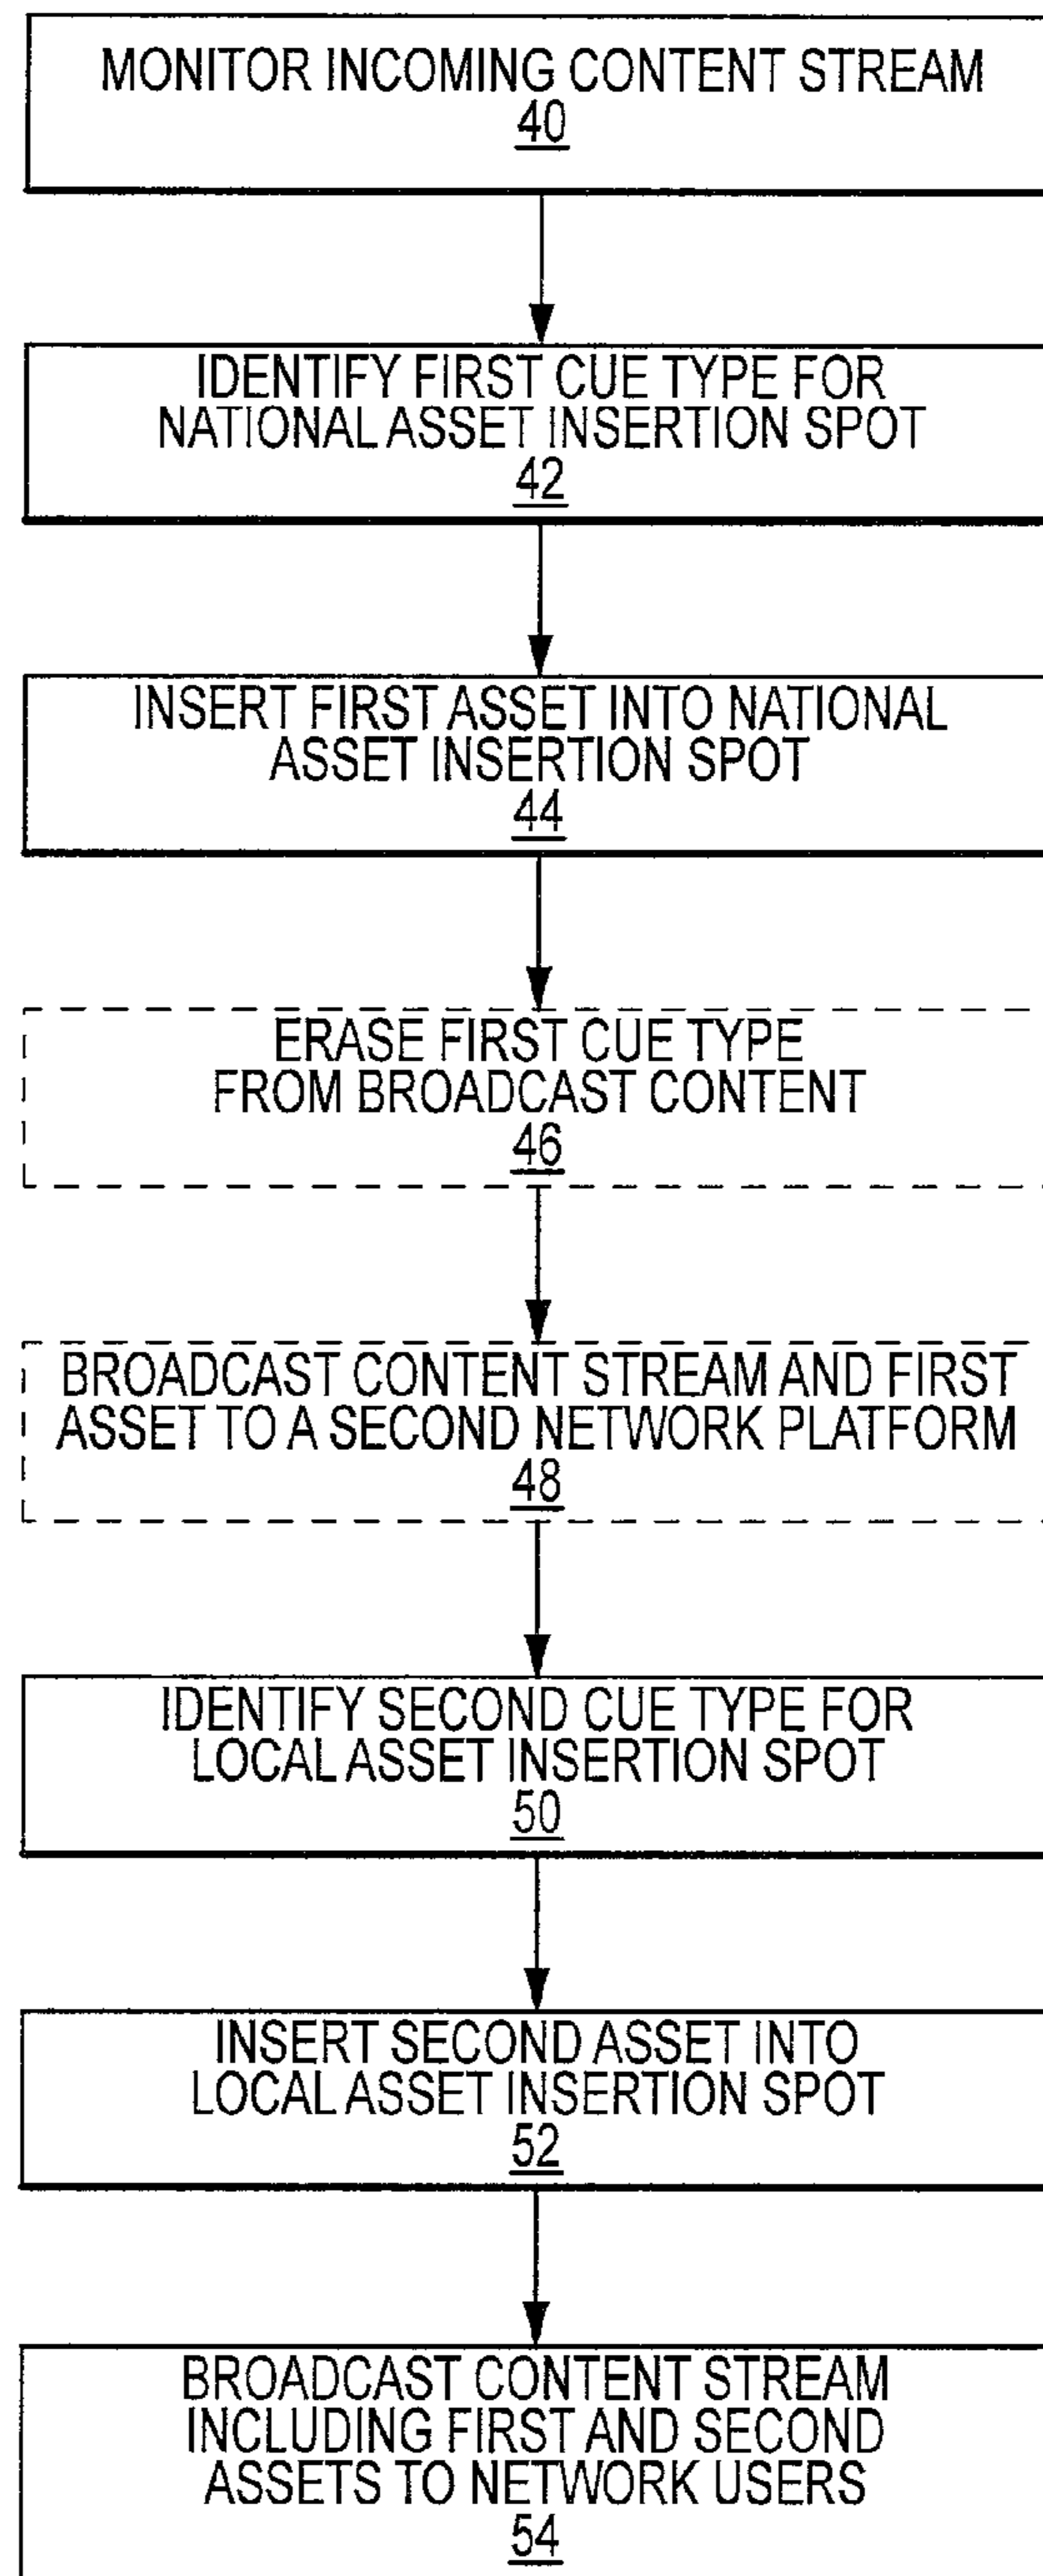 MONITOR INCOMING CONTENT STREAM
40
IDENTIFY FIRST CUE TYPE FOR
NATIONAL ASSET INSERTION SPOT
42
INSERT FIRST ASSET INTO NATIONAL
ASSET INSERTION SPOT
44
ERASE FIRST CUE TYPE
FROM BROADCAST CONTENT
46
BROADCAST CONTENT STREAM AND FIRST
ASSET TO A SECOND NETWORK PLATFORM
48
IDENTIFY SECOND CUE TYPE FOR
LOCAL ASSET INSERTION SPOT
50
INSERT SECOND ASSET INTO
LOCAL ASSET INSERTION SPOT
52
BROADCAST CONTENT STREAM
INCLUDING FIRST AND SECOND
ASSETS TO NETWORK USERS
54